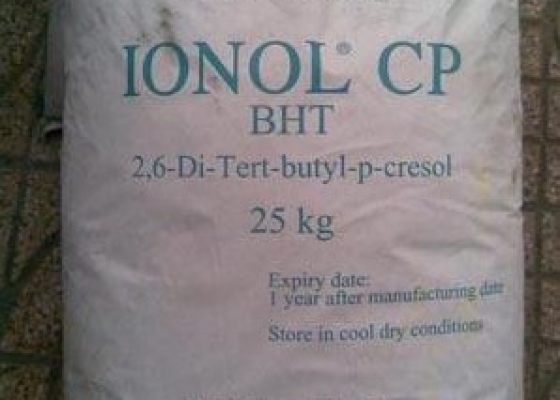 IONOL® CP
BHT
2,6-Di-Tert-butyl-p-cresol
25 kg
Expiry date:
1 year after manufacturing date
Store in cool dry conditions